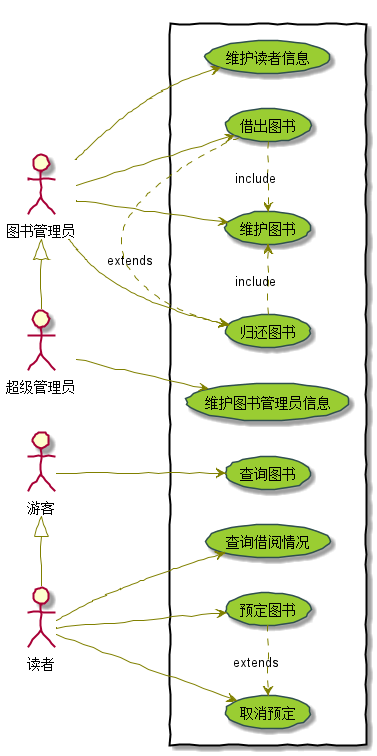 维护读者信息
借出图书
include
图书管理员
维护图书
extends
include
归还图书
超级管理员
维护图书管理员信息
查询图书
游客
查询借阅情况
预定图书
读者
extends
取消预定